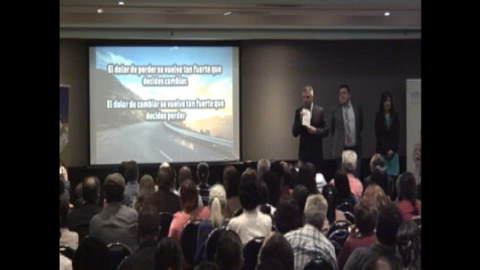 El dolor de perder se vuelve tan fuerte que
decides cambiar.
El dolor de cambiar se vuelve tan fuerte que
decides perder